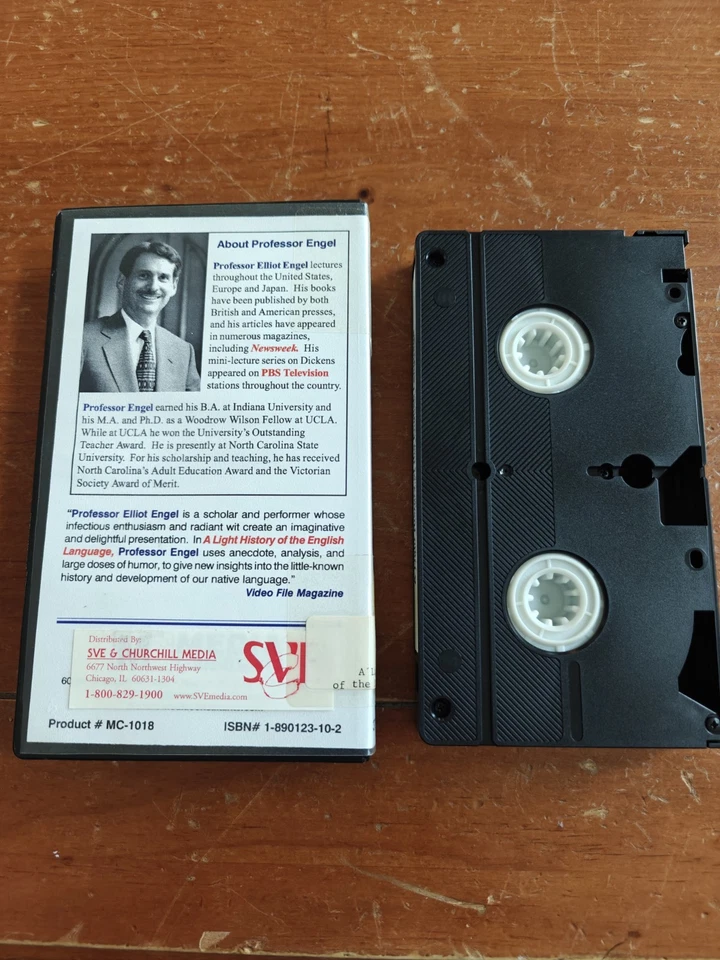 About Professor Engel
Professor Elliot Engel lectures
throughout the United States,
Europe and Japan. His books
have been published by both
British and American presses,
and his articles have appeared
in numerous magazines,
including Newsweek. His
mini-lecture series on Dickens
appeared on PBS Television
stations throughout the country.
Professor Engel earned his B.A. at Indiana University and
his M.A. and Ph.D. as a Woodrow Wilson Fellow at UCLA.
While at UCLA he won the University's Outstanding
Teacher Award. He is presently at North Carolina State
University. For his scholarship and teaching, he has received
North Carolina's Adult Education Award and the Victorian
Society Award of Merit.
"Professor Elliot Engel is a scholar and performer whose
infectious enthusiasm and radiant wit create an imaginative
and delightful presentation. In A Light History of the English
Language, Professor Engel uses anecdote, analysis, and
large doses of humor, to give new insights into the little-known
history and development of our native language."
Video File Magazine
Distributed By:
SVE & CHURCHILL MEDIA
6677 North Northwest Highway
Chicago, IL 60631-1304
1-800-829-1900 www.SVEmedia.com
SVE
of the
Product # MC-1018 ISBN# 1-890123-10-2